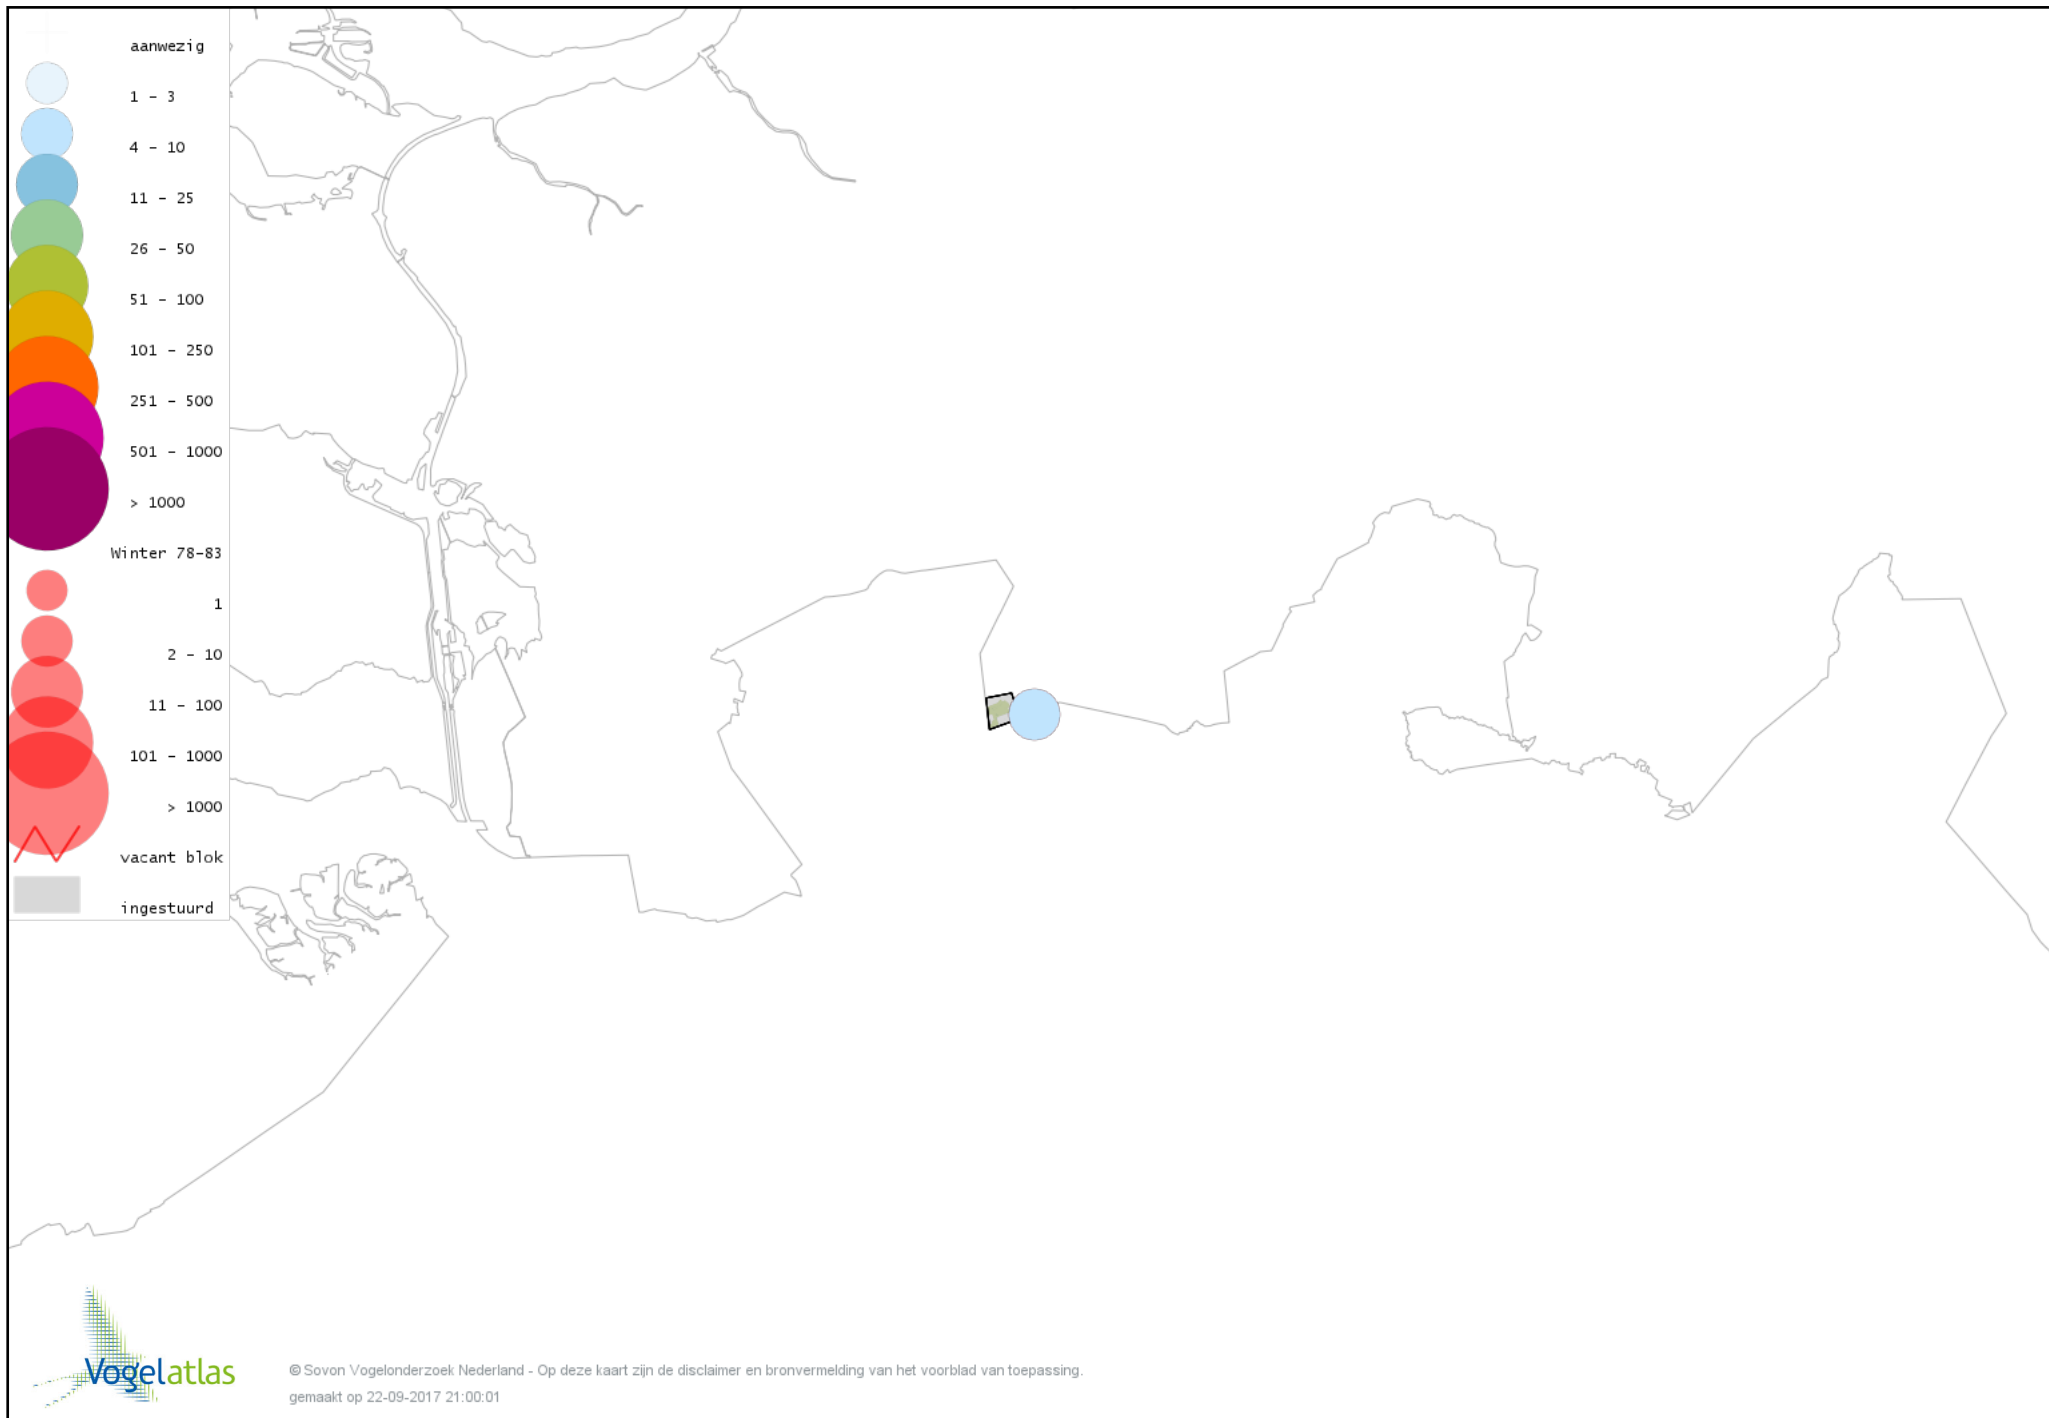 aanwezig
1 - 3
4 - 10
11 - 25
26 - 50
51 - 100
101 - 250
251 - 500
501 - 1000
> 1000
Winter 78-83
1
2 - 10
11 - 100
101 - 1000
> 1000
vacant blok
ingestuurd
Vogelatlas
© Sovon Vogelonderzoek Nederland - Op deze kaart zijn de disclaimer en bronvermelding van het voorblad van toepassing.
gemaakt op 22-09-2017 21:00:01